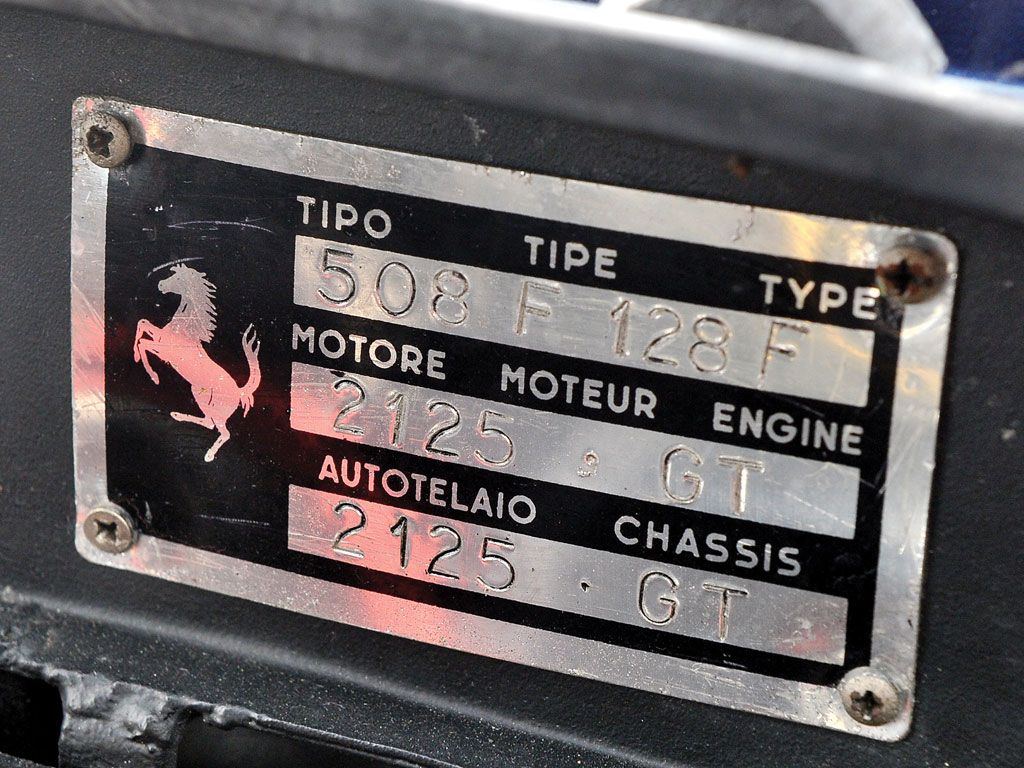 TIPO TIPE TYPE
508 F 128 F
MOTORE MOTEUR ENGINE
2125 . GT
AUTOTELAIO CHASSIS
2125 . GT